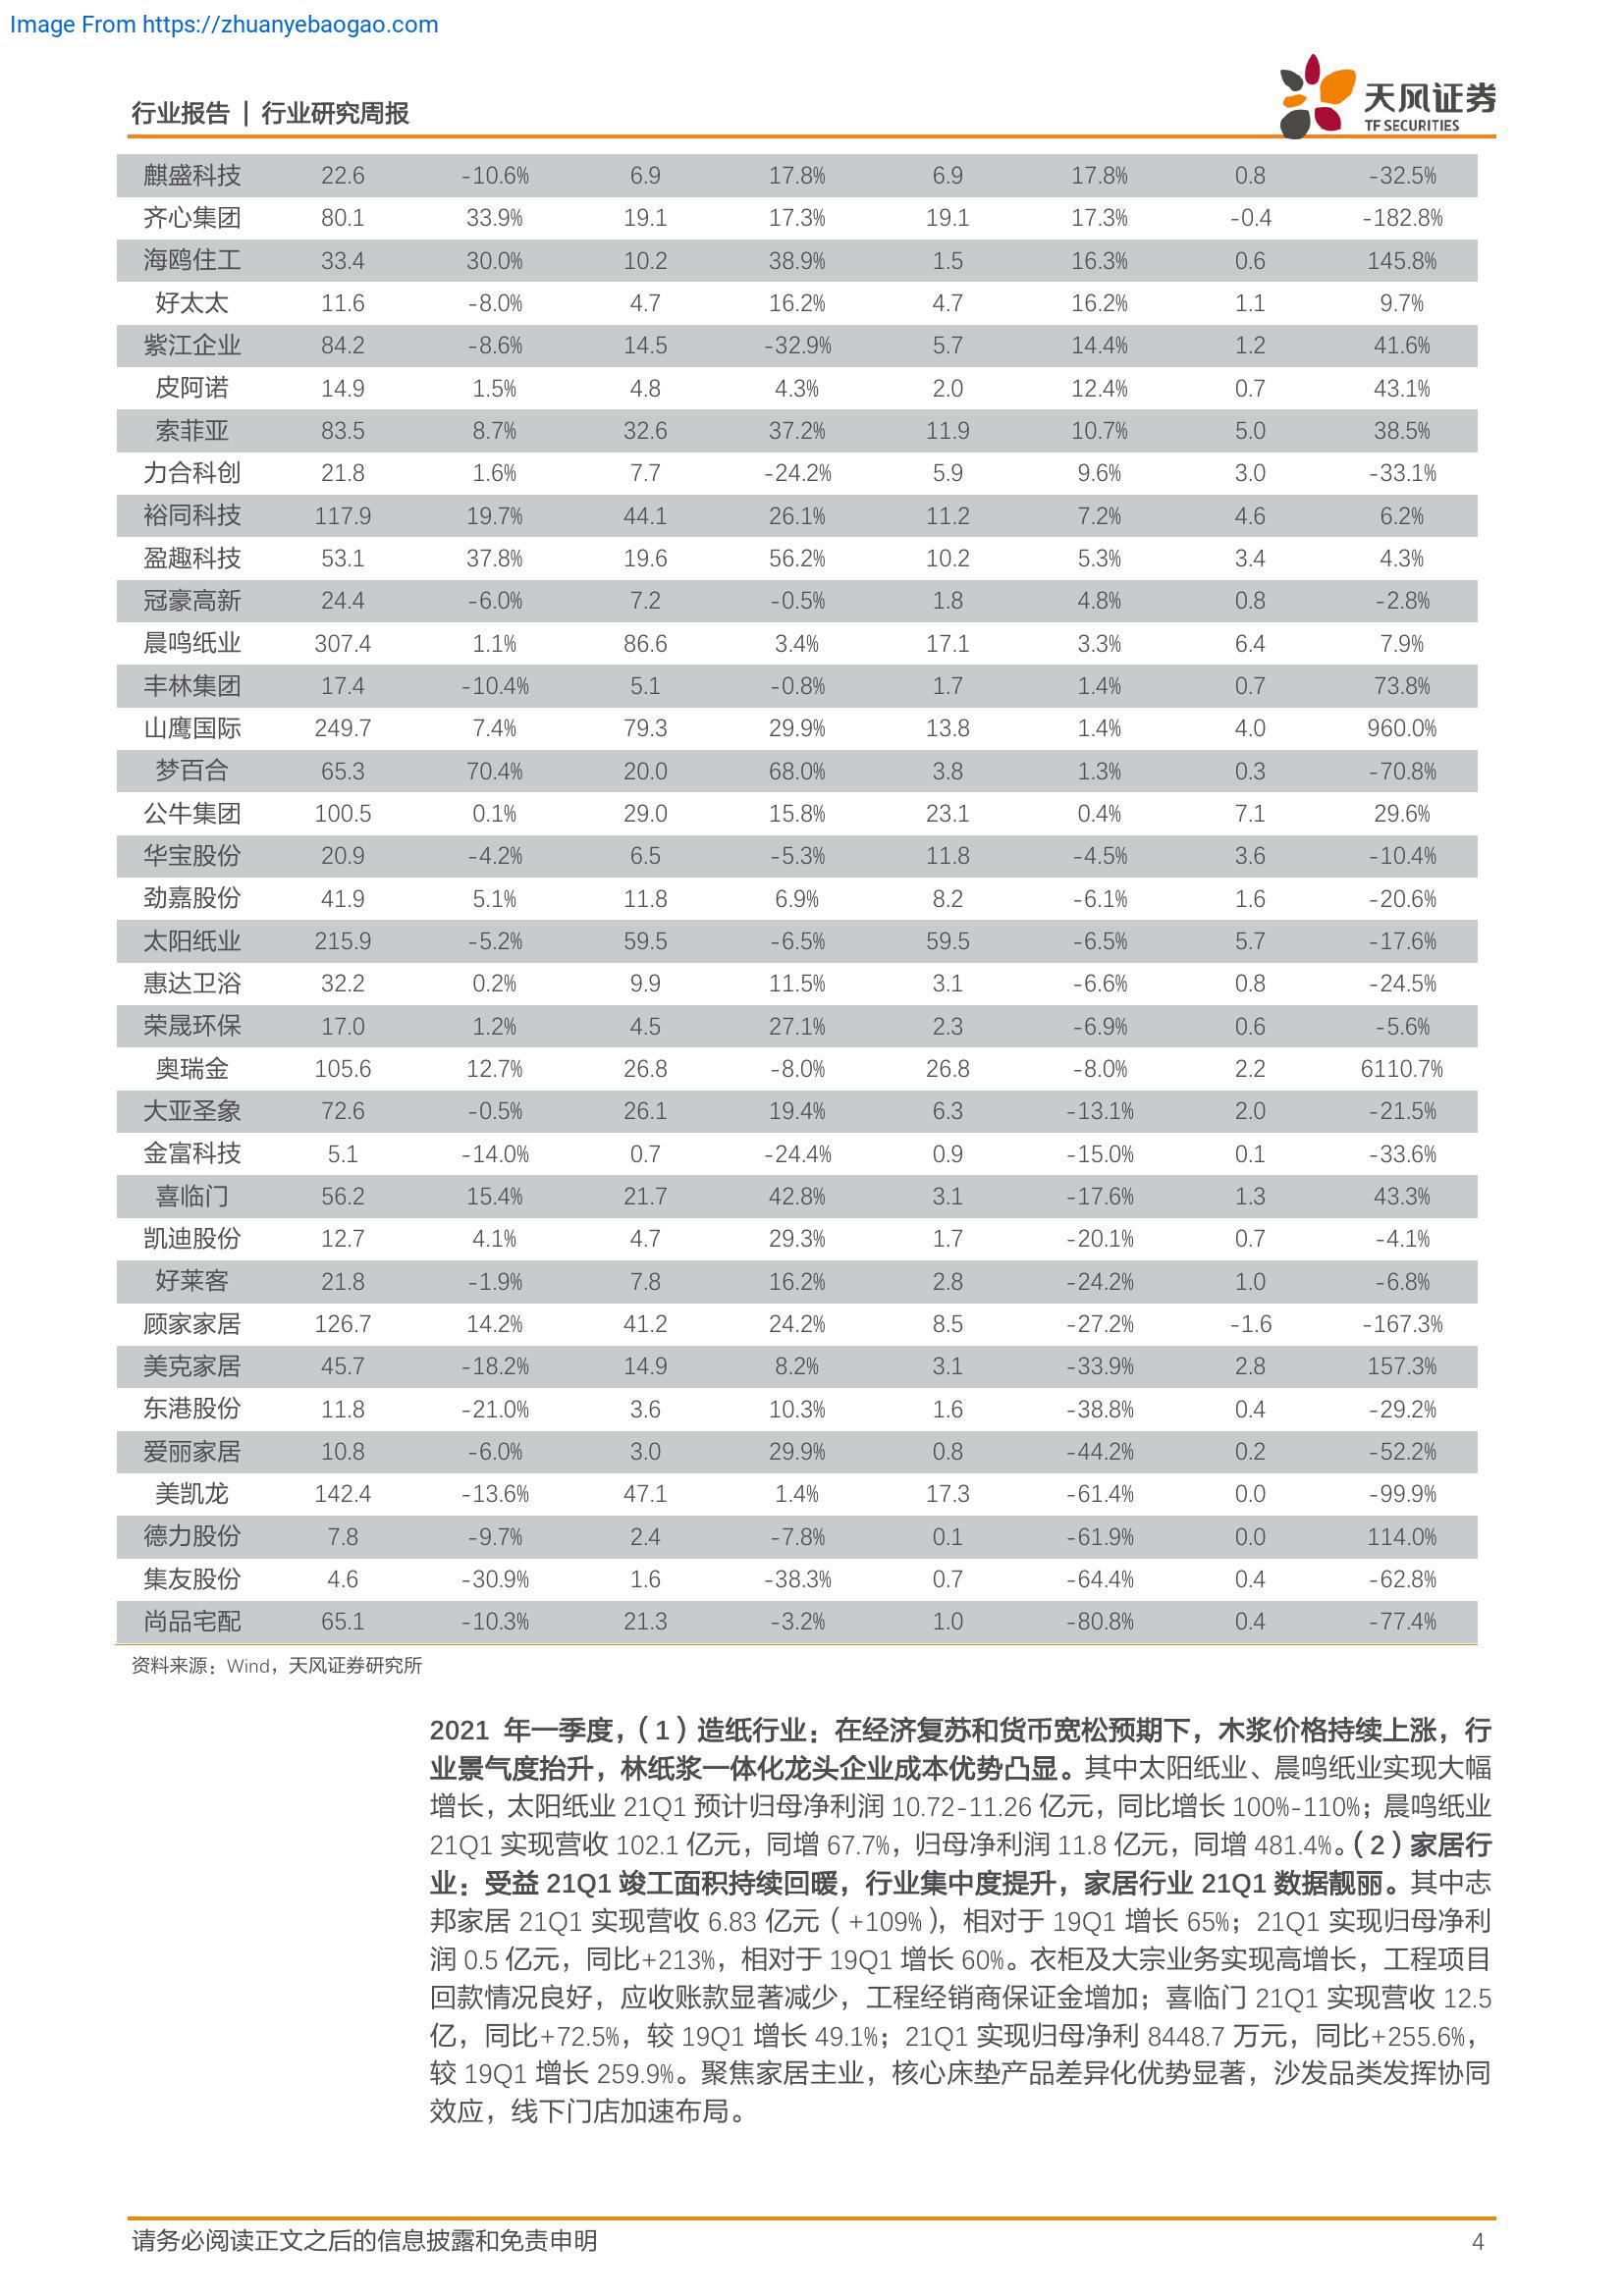 Image From https://zhuanyebaogao.com
行业报告 | 行业研究周报
天风证券
TF SECURITIES
麒盛科技 22.6 -10.6% 6.9 17.8% 6.9 17.8% 0.8 -32.5%
齐心集团 80.1 33.9% 19.1 17.3% 19.1 17.3% -0.4 -182.8%
海鸥住工 33.4 30.0% 10.2 38.9% 1.5 16.3% 0.6 145.8%
好太太 11.6 -8.0% 4.7 16.2% 4.7 16.2% 1.1 9.7%
紫江企业 84.2 -8.6% 14.5 -32.9% 5.7 14.4% 1.2 41.6%
皮阿诺 14.9 1.5% 4.8 4.3% 2.0 12.4% 0.7 43.1%
索菲亚 83.5 8.7% 32.6 37.2% 11.9 10.7% 5.0 38.5%
力合科创 21.8 1.6% 7.7 -24.2% 5.9 9.6% 3.0 -33.1%
裕同科技 117.9 19.7% 44.1 26.1% 11.2 7.2% 4.6 6.2%
盈趣科技 53.1 37.8% 19.6 56.2% 10.2 5.3% 3.4 4.3%
冠豪高新 24.4 -6.0% 7.2 -0.5% 1.8 4.8% 0.8 -2.8%
晨鸣纸业 307.4 1.1% 86.6 3.4% 17.1 3.3% 6.4 7.9%
丰林集团 17.4 -10.4% 5.1 -0.8% 1.7 1.4% 0.7 73.8%
山鹰国际 249.7 7.4% 79.3 29.9% 13.8 1.4% 4.0 960.0%
梦百合 65.3 70.4% 20.0 68.0% 3.8 1.3% 0.3 -70.8%
公牛集团 100.5 0.1% 29.0 15.8% 23.1 0.4% 7.1 29.6%
华宝股份 20.9 -4.2% 6.5 -5.3% 11.8 -4.5% 3.6 -10.4%
劲嘉股份 41.9 5.1% 11.8 6.9% 8.2 -6.1% 1.6 -20.6%
太阳纸业 215.9 -5.2% 59.5 -6.5% 59.5 -6.5% 5.7 -17.6%
惠达卫浴 32.2 0.2% 9.9 11.5% 3.1 -6.6% 0.8 -24.5%
荣晟环保 17.0 1.2% 4.5 27.1% 2.3 -6.9% 0.6 -5.6%
奥瑞金 105.6 12.7% 26.8 -8.0% 26.8 -8.0% 2.2 6110.7%
大亚圣象 72.6 -0.5% 26.1 19.4% 6.3 -13.1% 2.0 -21.5%
金富科技 5.1 -14.0% 0.7 -24.4% 0.9 -15.0% 0.1 -33.6%
喜临门 56.2 15.4% 21.7 42.8% 3.1 -17.6% 1.3 43.3%
凯迪股份 12.7 4.1% 4.7 29.3% 1.7 -20.1% 0.7 -4.1%
好莱客 21.8 -1.9% 7.8 16.2% 2.8 -24.2% 1.0 -6.8%
顾家家居 126.7 14.2% 41.2 24.2% 8.5 -27.2% -1.6 -167.3%
美克家居 45.7 -18.2% 14.9 8.2% 3.1 -33.9% 2.8 157.3%
东港股份 11.8 -21.0% 3.6 10.3% 1.6 -38.8% 0.4 -29.2%
爱丽家居 10.8 -6.0% 3.0 29.9% 0.8 -44.2% 0.2 -52.2%
美凯龙 142.4 -13.6% 47.1 1.4% 17.3 -61.4% 0.0 -99.9%
德力股份 7.8 -9.7% 2.4 -7.8% 0.1 -61.9% 0.0 114.0%
集友股份 4.6 -30.9% 1.6 -38.3% 0.7 -64.4% 0.4 -62.8%
尚品宅配 65.1 -10.3% 21.3 -3.2% 1.0 -80.8% 0.4 -77.4%
资料来源：Wind，天风证券研究所
2021 年一季度，（1）造纸行业：在经济复苏和货币宽松预期下，木浆价格持续上涨，行
业景气度抬升，林纸浆一体化龙头企业成本优势凸显。其中太阳纸业、晨鸣纸业实现大幅
增长，太阳纸业 21Q1 预计归母净利润 10.72-11.26 亿元，同比增长 100%-110%；晨鸣纸业
21Q1 实现营收 102.1 亿元，同增 67.7%，归母净利润 11.8 亿元，同增 481.4%。（2）家居行
业：受益 21Q1 竣工面积持续回暖，行业集中度提升，家居行业 21Q1 数据靓丽。其中志
邦家居 21Q1 实现营收 6.83 亿元（+109%），相对于 19Q1 增长 65%；21Q1 实现归母净利
润 0.5 亿元，同比+213%，相对于 19Q1 增长 60%。衣柜及大宗业务实现高增长，工程项目
回款情况良好，应收账款显著减少，工程经销商保证金增加；喜临门 21Q1 实现营收 12.5
亿，同比+72.5%，较 19Q1 增长 49.1%；21Q1 实现归母净利 8448.7 万元，同比+255.6%，
较 19Q1 增长 259.9%。聚焦家居主业，核心床垫产品差异化优势显著，沙发品类发挥协同
效应，线下门店加速布局。
请务必阅读正文之后的信息披露和免责申明 4